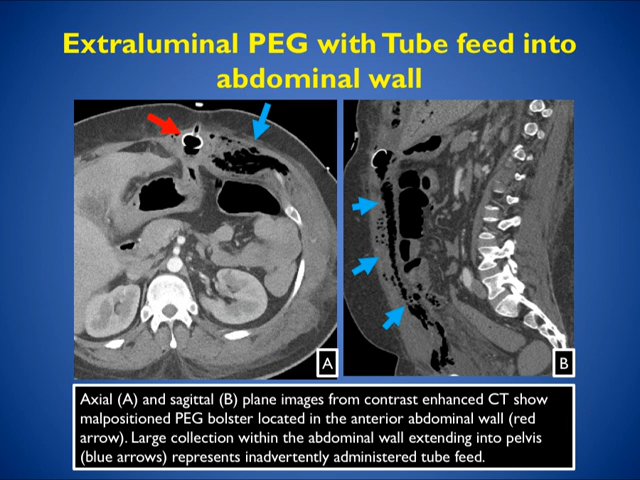 Extraluminal PEG with Tube feed into
abdominal wall
A
B
Axial (A) and sagittal (B) plane images from contrast enhanced CT show
malpositioned PEG bolster located in the anterior abdominal wall (red
arrow). Large collection within the abdominal wall extending into pelvis
(blue arrows) represents inadvertently administered tube feed.